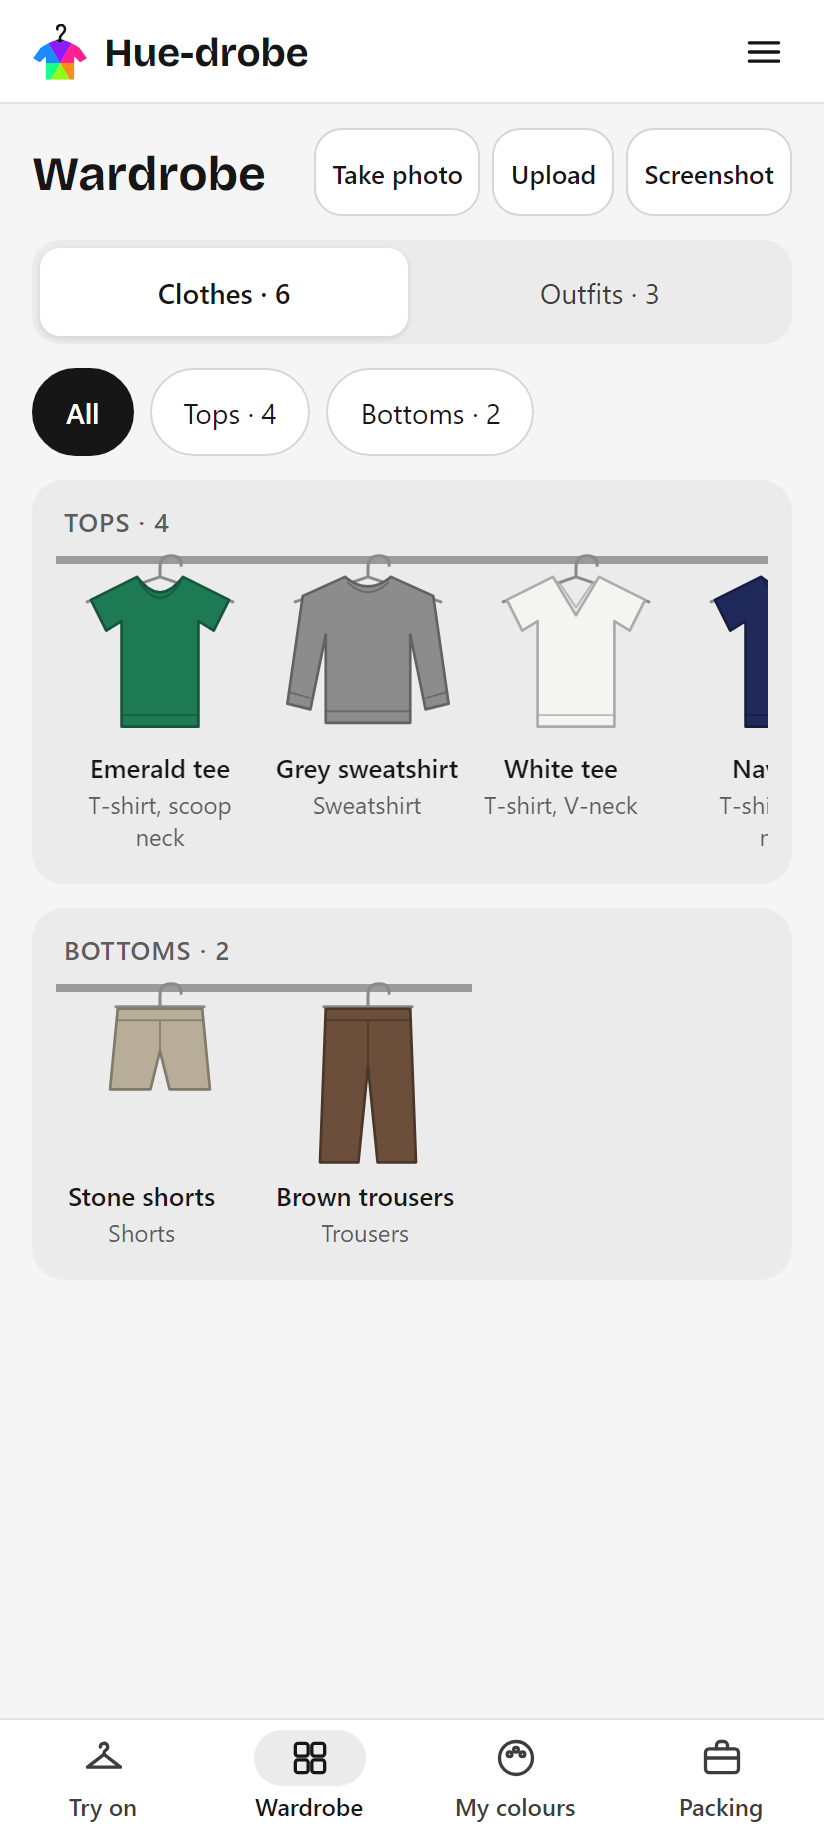 Hue-drobe
Wardrobe
Take photo
Upload
Screenshot
Clothes · 6
Outfits · 3
All
Tops · 4
Bottoms · 2
TOPS · 4
Emerald tee
T-shirt, scoop
neck
Grey sweatshirt
Sweatshirt
White tee
T-shirt, V-neck
BOTTOMS · 2
Stone shorts
Shorts
Brown trousers
Trousers
Try on
Wardrobe
My colours
Packing